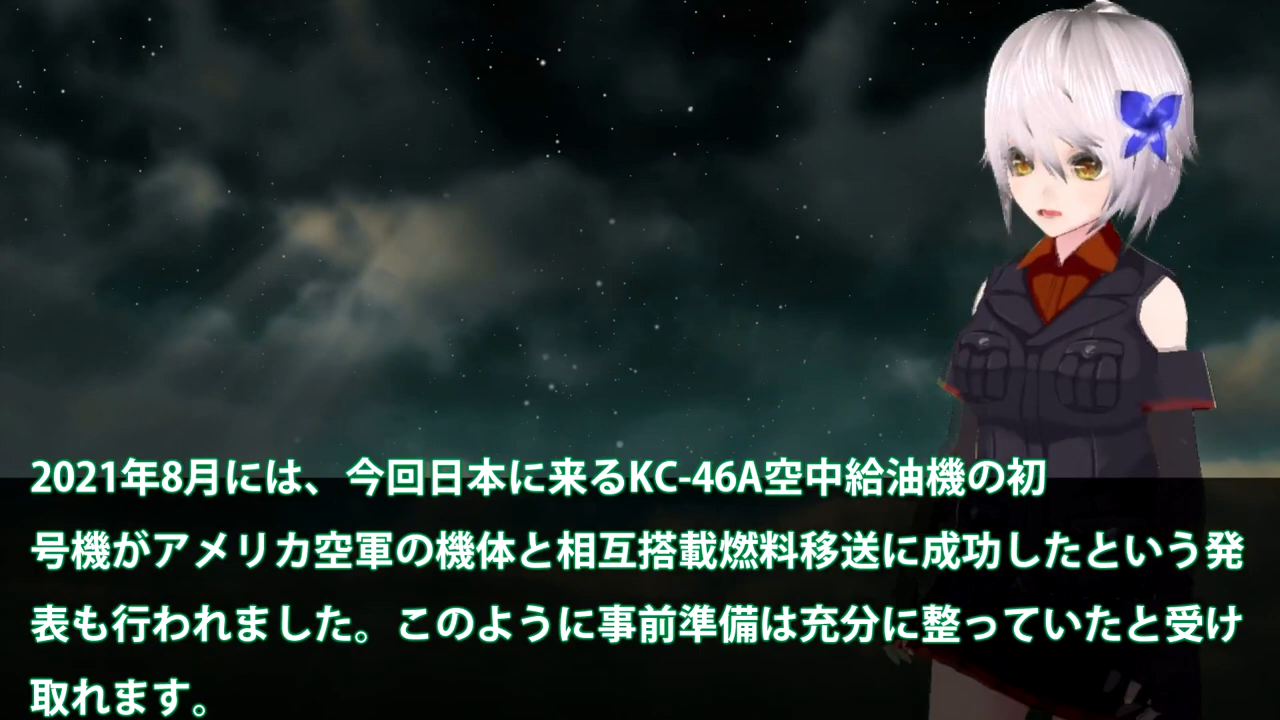 2021年8月には、今回日本に来るKC-46A空中給油機の初
号機がアメリカ空軍の機体と相互搭載燃料移送に成功したという発
表も行われました。このように事前準備は充分に整っていたと受け
取れます。